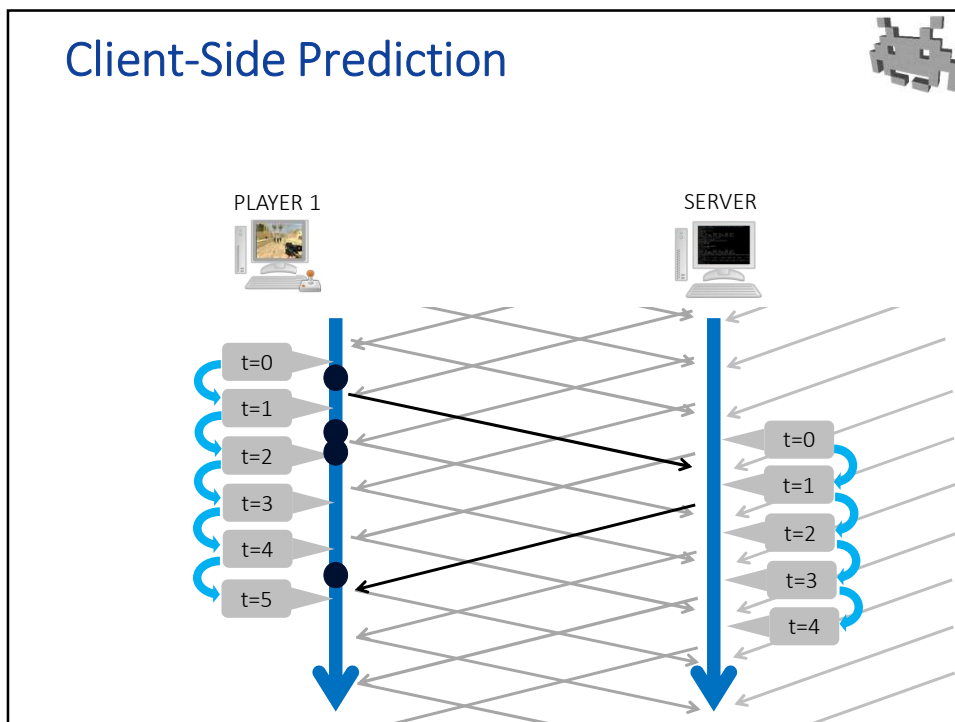 Client-Side Prediction
PLAYER 1
SERVER
t=0
t=1
t=2
t=3
t=4
t=5
t=0
t=1
t=2
t=3
t=4